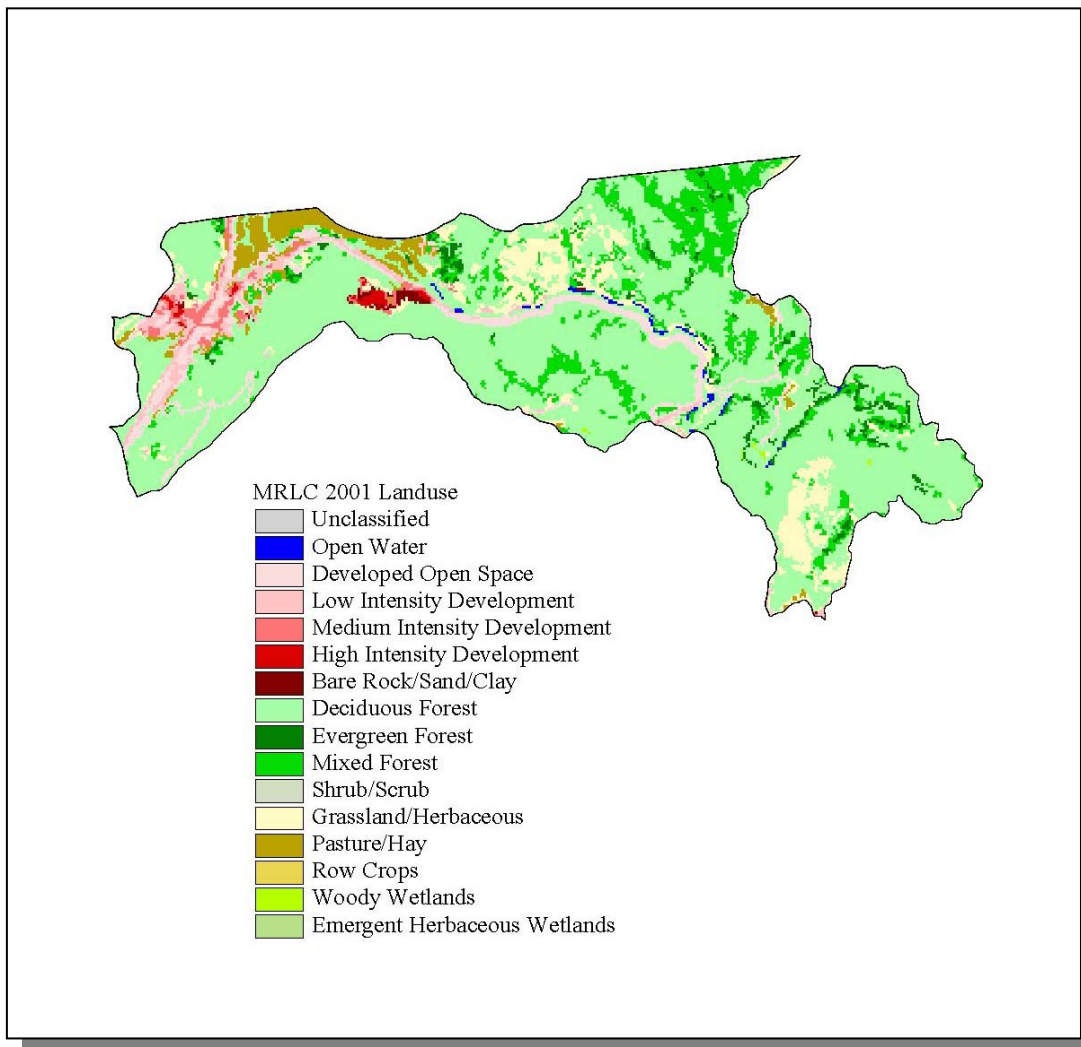 MRLC 2001 Landuse
Unclassified
Open Water
Developed Open Space
Low Intensity Development
Medium Intensity Development
High Intensity Development
Bare Rock/Sand/Clay
Deciduous Forest
Evergreen Forest
Mixed Forest
Shrub/Scrub
Grassland/Herbaceous
Pasture/Hay
Row Crops
Woody Wetlands
Emergent Herbaceous Wetlands